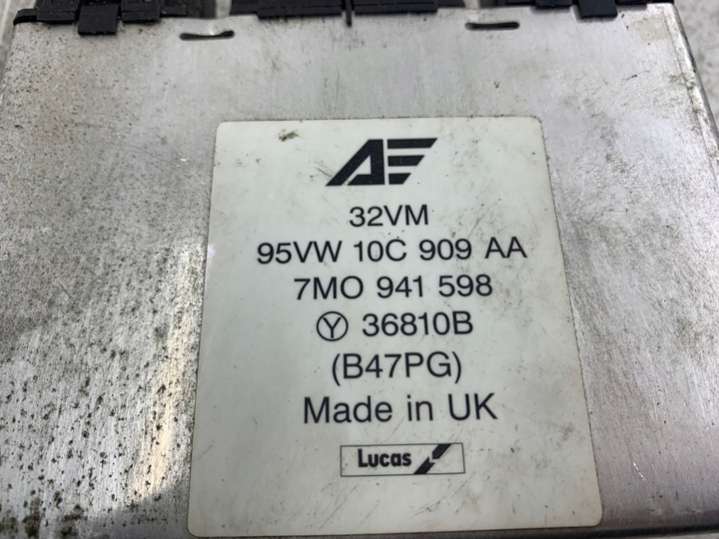 AE
32VM
95VW 10C 909 AA
7MO 941 598
Y 36810B
(B47PG)
Made in UK
Lucas